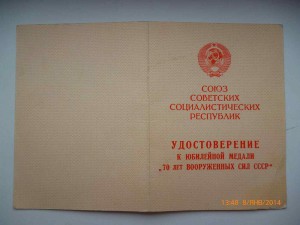 СОЮЗ
СОВЕТСКИХ
СОЦИАЛИСТИЧЕСКИХ
РЕСПУБЛИК
УДОСТОВЕРЕНИЕ
К ЮБИЛЕЙНОЙ МЕДАЛИ
„70 ЛЕТ ВООРУЖЕННЫХ СИЛ СССР“